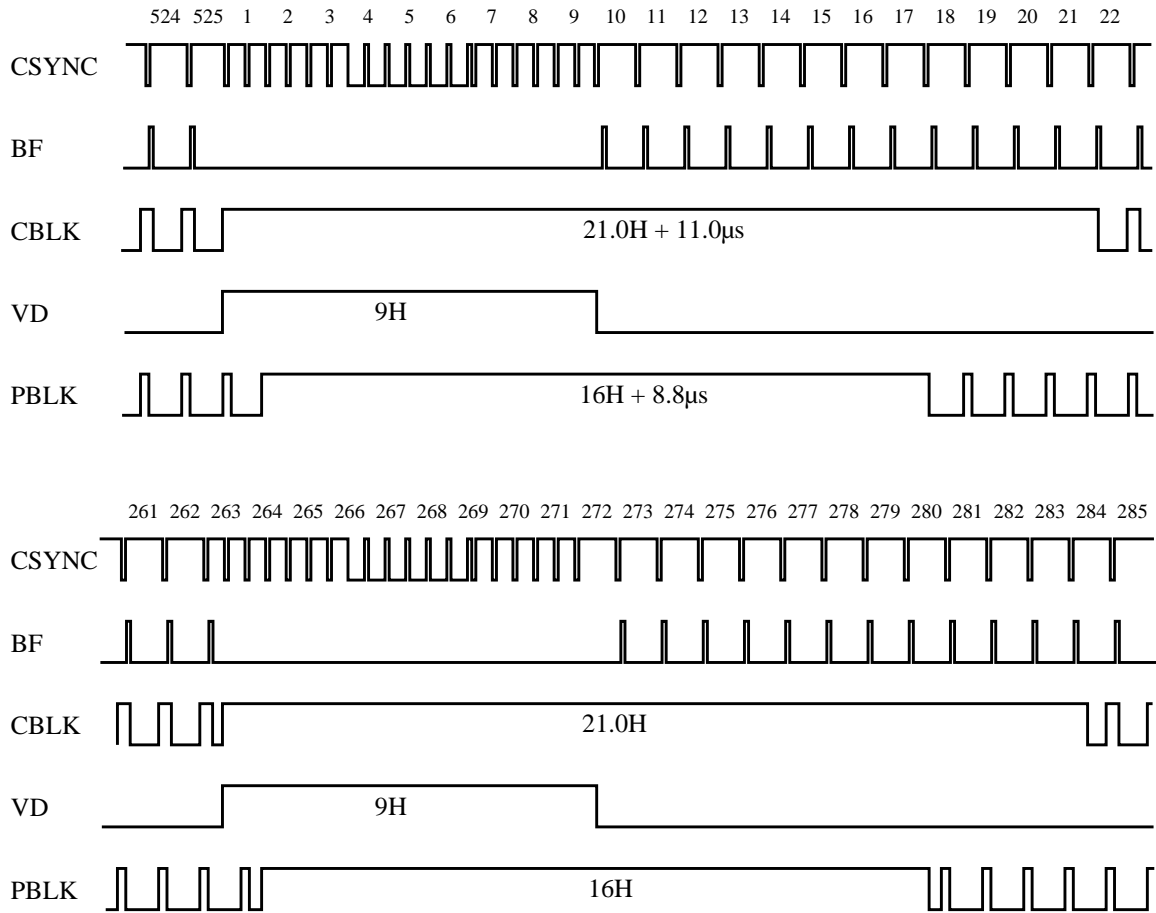 524 525 1 2 3 4 5 6 7 8 9 10 11 12 13 14 15 16 17 18 19 20 21 22
CSYNC
BF
CBLK 21.0H + 11.0μs
VD 9H
PBLK 16H + 8.8μs
261 262 263 264 265 266 267 268 269 270 271 272 273 274 275 276 277 278 279 280 281 282 283 284 285
CSYNC
BF
CBLK 21.0H
VD 9H
PBLK 16H